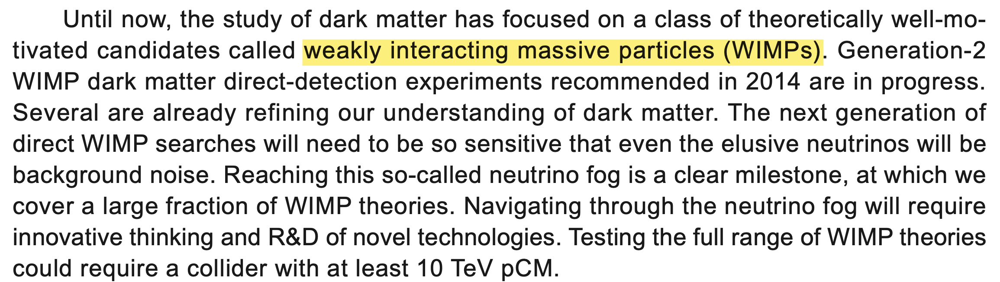 Until now, the study of dark matter has focused on a class of theoretically well-mo-
tivated candidates called weakly interacting massive particles (WIMPs). Generation-2
WIMP dark matter direct-detection experiments recommended in 2014 are in progress.
Several are already refining our understanding of dark matter. The next generation of
direct WIMP searches will need to be so sensitive that even the elusive neutrinos will be
background noise. Reaching this so-called neutrino fog is a clear milestone, at which we
cover a large fraction of WIMP theories. Navigating through the neutrino fog will require
innovative thinking and R&D of novel technologies. Testing the full range of WIMP theories
could require a collider with at least 10 TeV pCM.